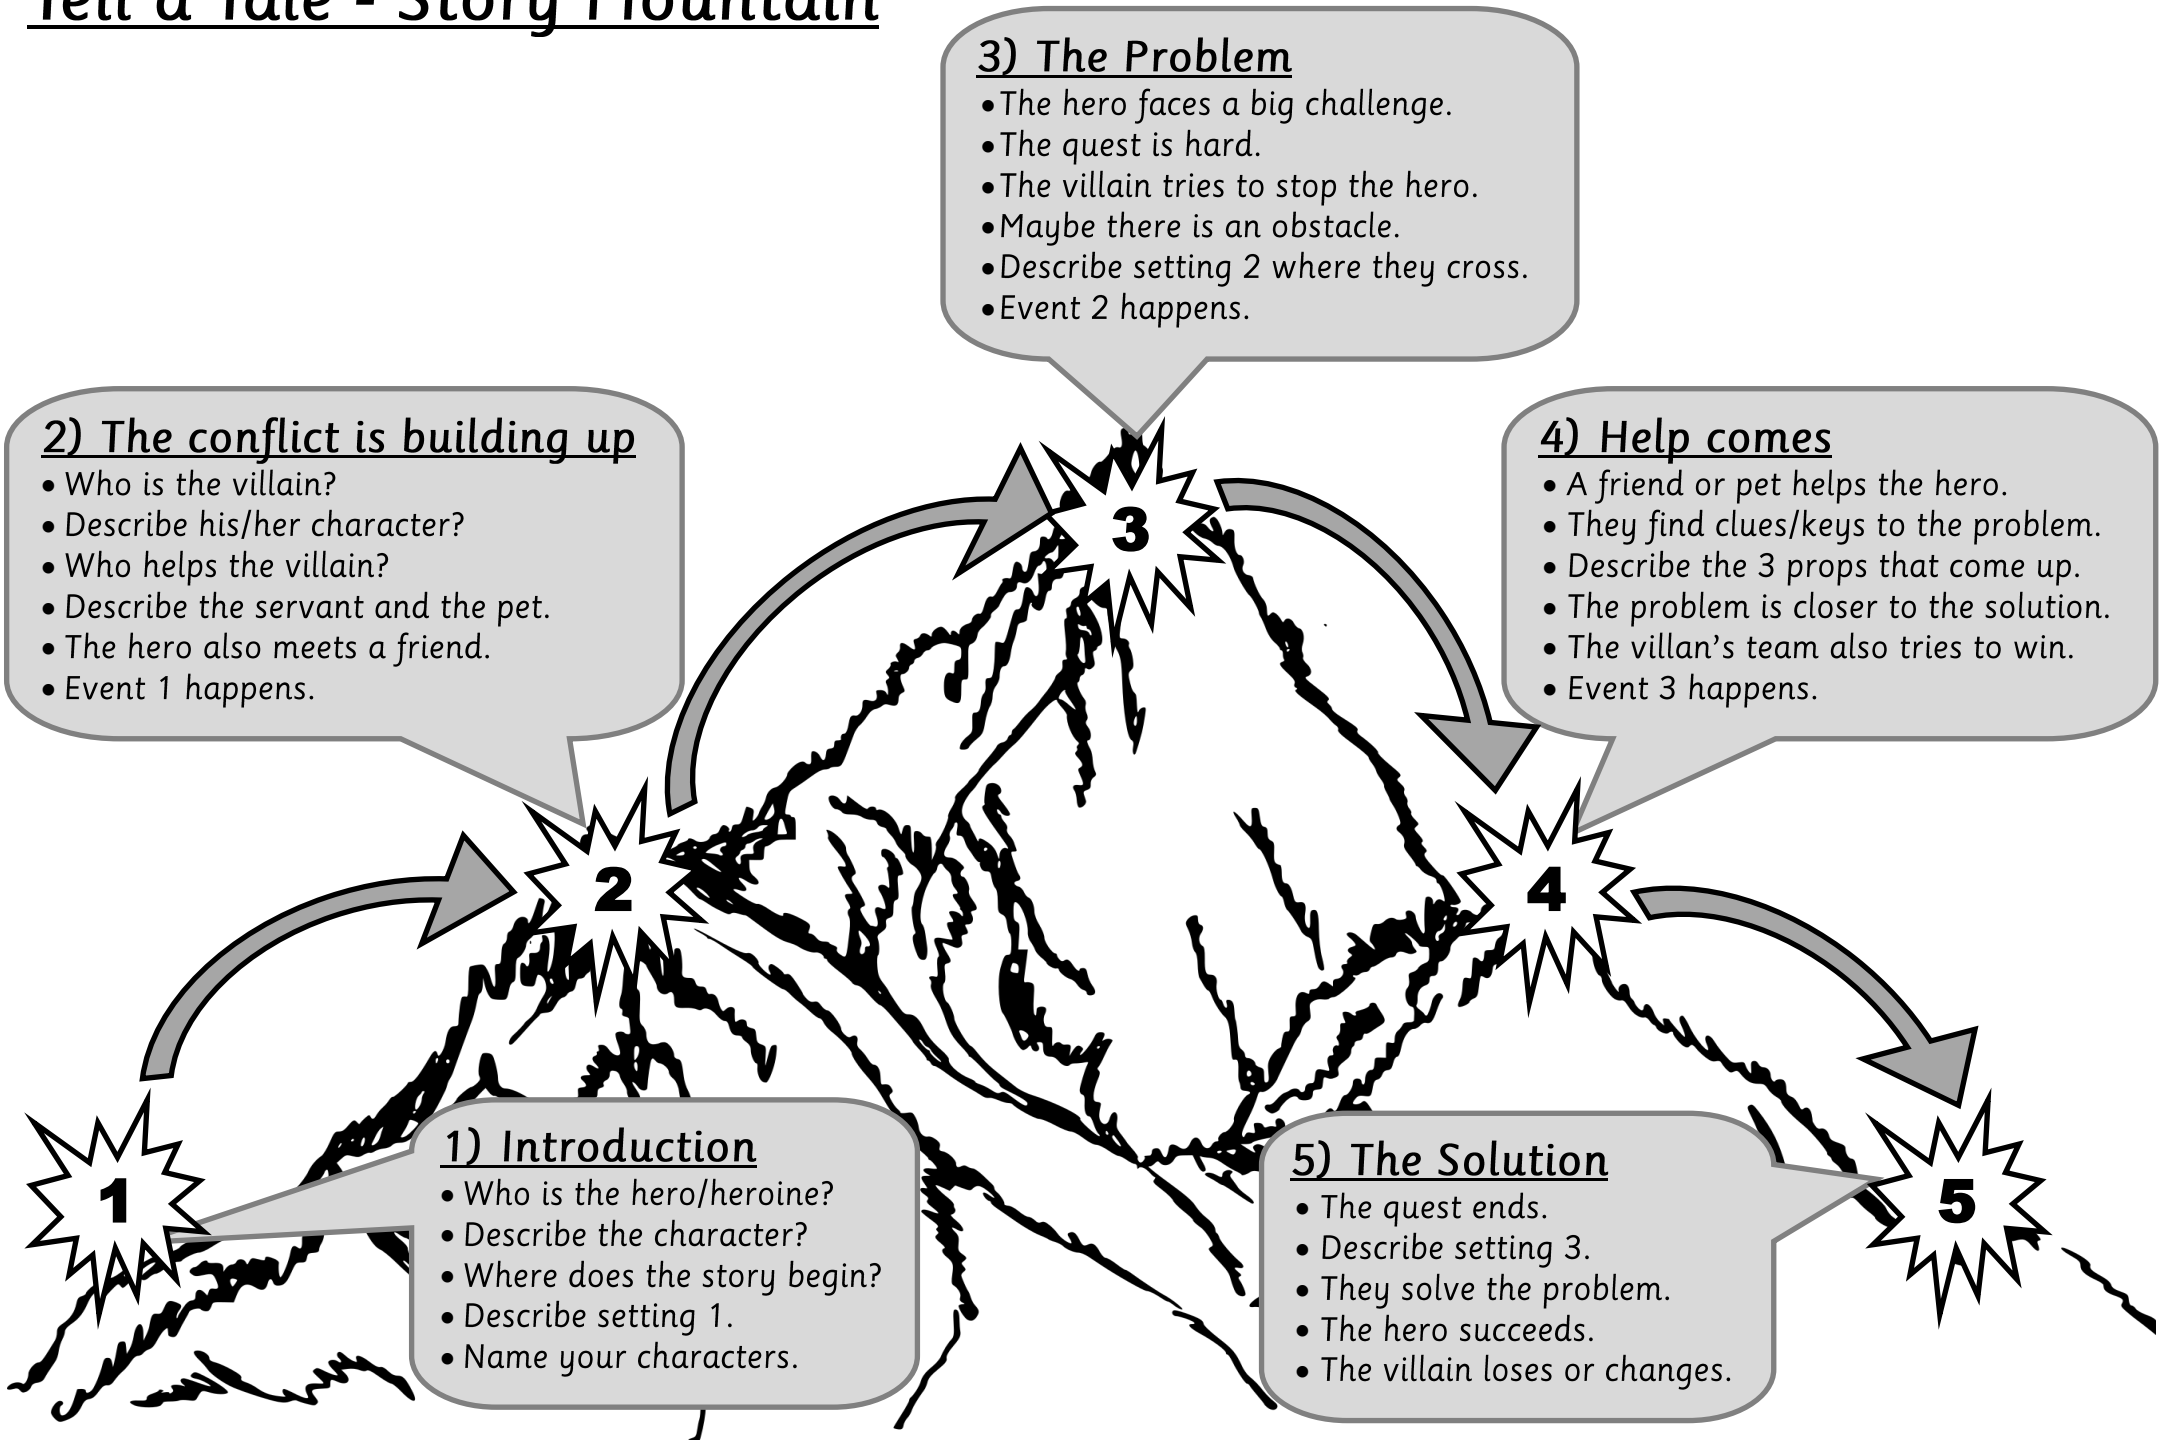 Tell a Tale - Story Mountain
3) The Problem
•The hero faces a big challenge.
•The quest is hard.
•The villain tries to stop the hero.
•Maybe there is an obstacle.
•Describe setting 2 where they cross.
•Event 2 happens.
2) The conflict is building up
• Who is the villain?
• Describe his/her character?
• Who helps the villain?
• Describe the servant and the pet.
• The hero also meets a friend.
• Event 1 happens.
4) Help comes
• A friend or pet helps the hero.
• They find clues/keys to the problem.
• Describe the 3 props that come up.
• The problem is closer to the solution.
• The villan’s team also tries to win.
• Event 3 happens.
3
2
4
1
1) Introduction
• Who is the hero/heroine?
• Describe the character?
• Where does the story begin?
• Describe setting 1.
• Name your characters.
5) The Solution
• The quest ends.
• Describe setting 3.
• They solve the problem.
• The hero succeeds.
• The villain loses or changes.
5